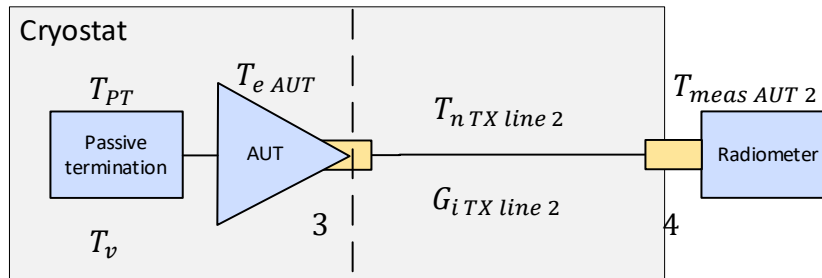 Cryostat
T_PT
T_e AUT
T_n TX line 2
T_meas AUT 2
Passive
termination
AUT
Radiometer
G_i TX line 2
3
4
T_v